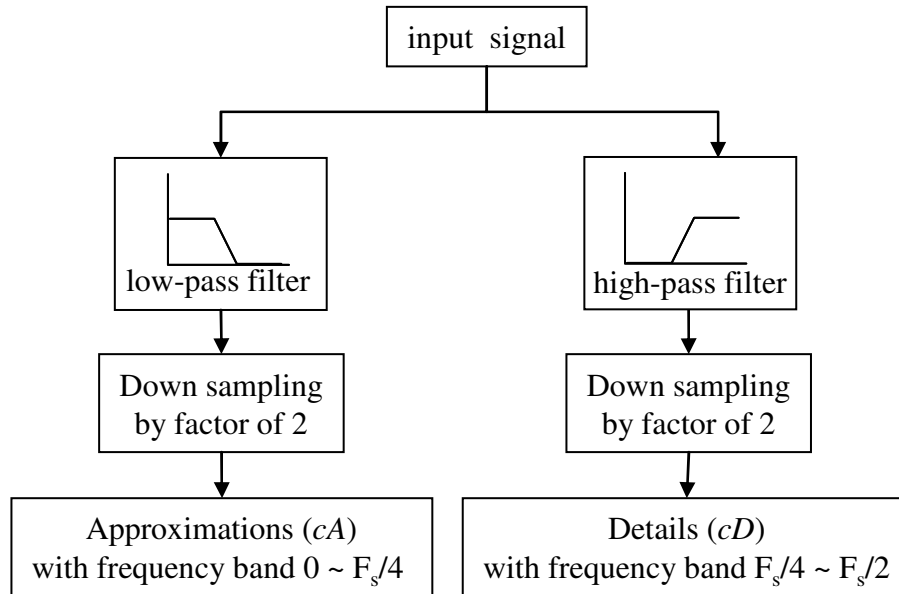 input signal
low-pass filter
high-pass filter
Down sampling
by factor of 2
Down sampling
by factor of 2
Approximations (cA)
with frequency band 0 ~ Fs/4
Details (cD)
with frequency band Fs/4 ~ Fs/2